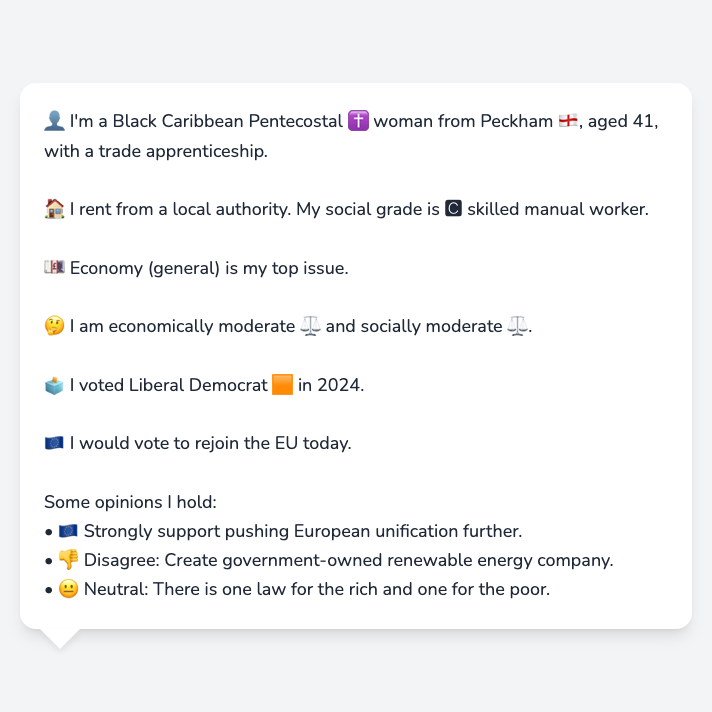 👤 I'm a Black Caribbean Pentecostal ✝️ woman from Peckham 🏴󠁧󠁢󠁥󠁮󠁧󠁿, aged 41,
with a trade apprenticeship.
🏠 I rent from a local authority. My social grade is 🅲 skilled manual worker.
💷 Economy (general) is my top issue.
🤔 I am economically moderate ⚖️ and socially moderate ⚖️.
🗳️ I voted Liberal Democrat 🟧 in 2024.
🇪🇺 I would vote to rejoin the EU today.
Some opinions I hold:
• 🇪🇺 Strongly support pushing European unification further.
• 👎 Disagree: Create government-owned renewable energy company.
• 😐 Neutral: There is one law for the rich and one for the poor.